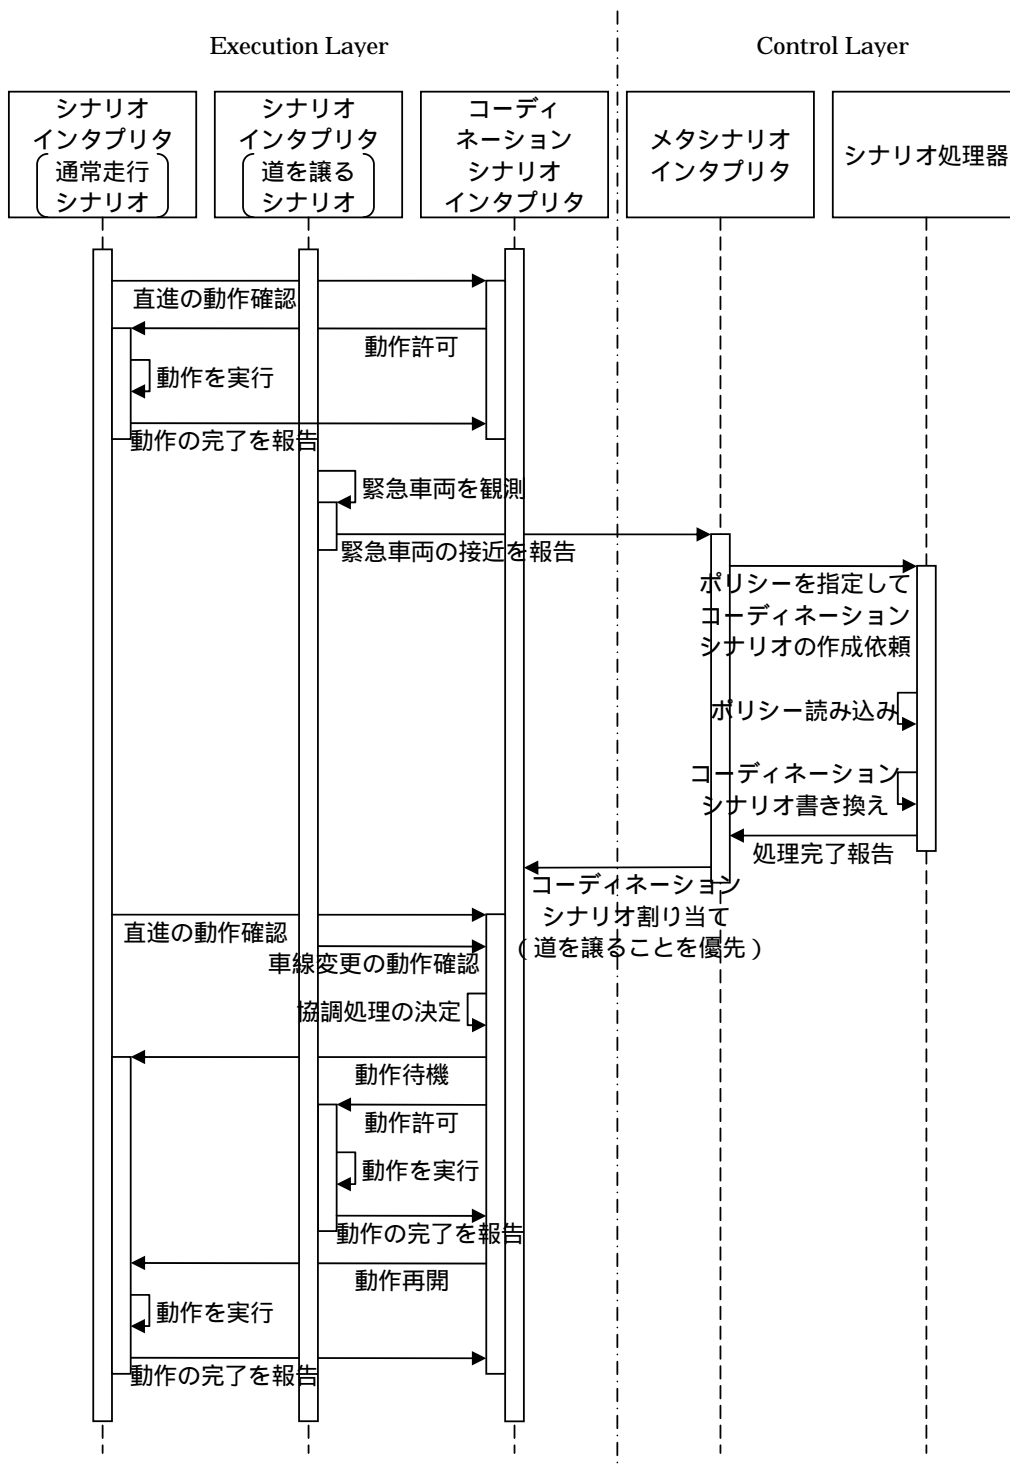 Execution Layer
Control Layer
シナリオ
インタプリタ
通常走行
シナリオ
シナリオ
インタプリタ
道を譲る
シナリオ
コーディ
ネーション
シナリオ
インタプリタ
メタシナリオ
インタプリタ
シナリオ処理器
直進の動作確認
動作許可
動作を実行
動作の完了を報告
緊急車両を観測
緊急車両の接近を報告
ポリシーを指定して
コーディネーション
シナリオの作成依頼
ポリシー読み込み
コーディネーション
シナリオ書き換え
処理完了報告
コーディネーション
シナリオ割り当て
(道を譲ることを優先)
直進の動作確認
車線変更の動作確認
協調処理の決定
動作待機
動作許可
動作を実行
動作の完了を報告
動作再開
動作を実行
動作の完了を報告